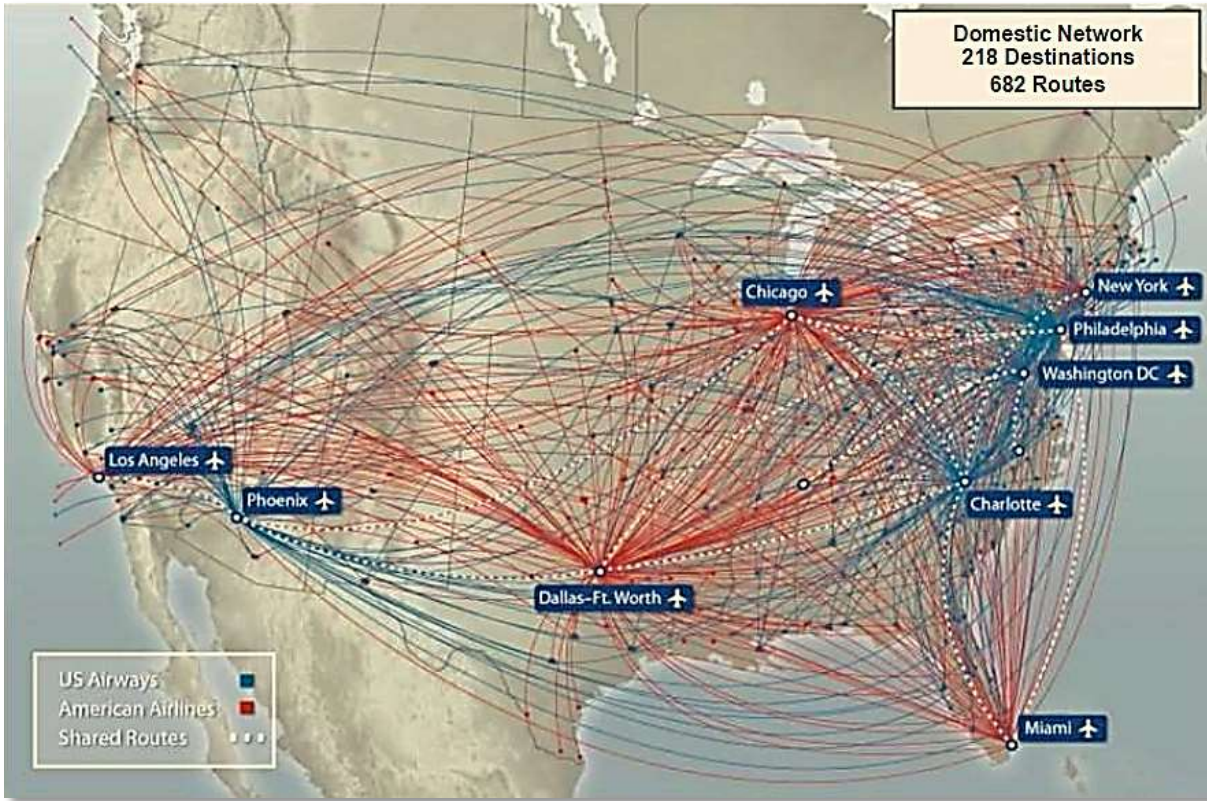 Domestic Network
218 Destinations
682 Routes
Chicago
New York
Philadelphia
Washington DC
Los Angeles
Phoenix
Charlotte
Dallas-Ft. Worth
Miami
US Airways
American Airlines
Shared Routes